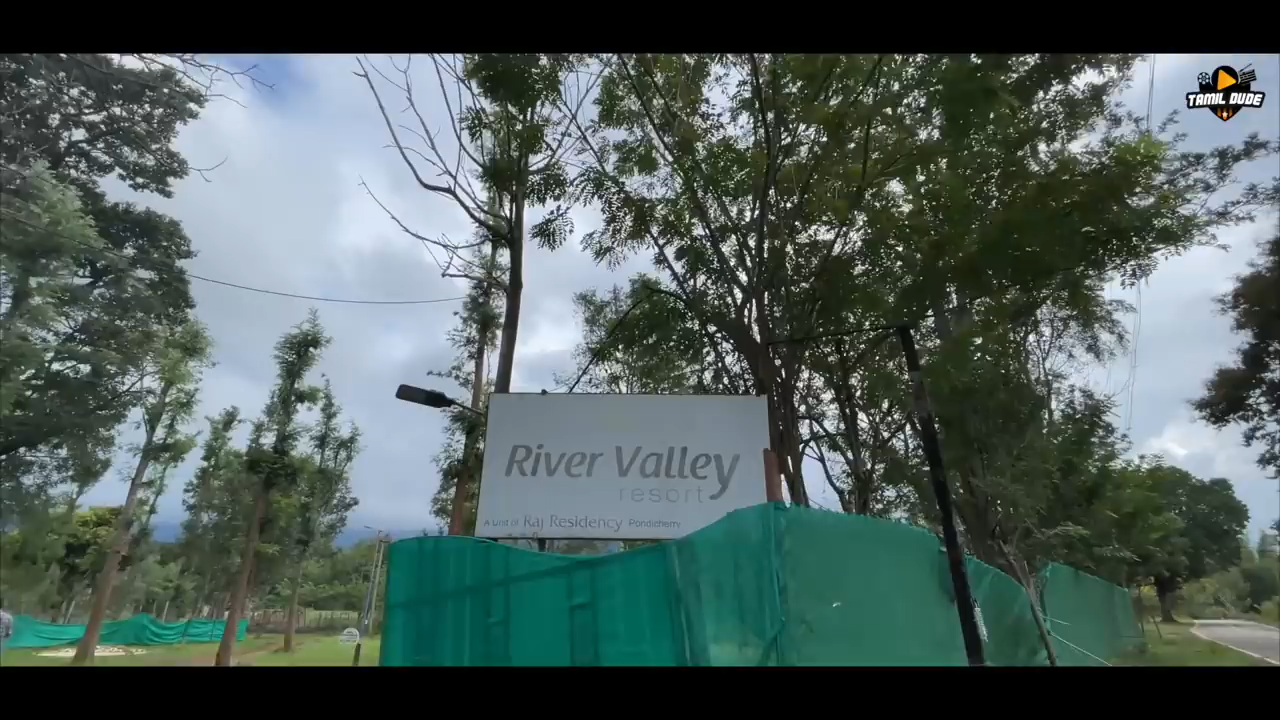 TAMIL DUDE
River Valley
resort
A Unit of Raj Residency Pondicherry